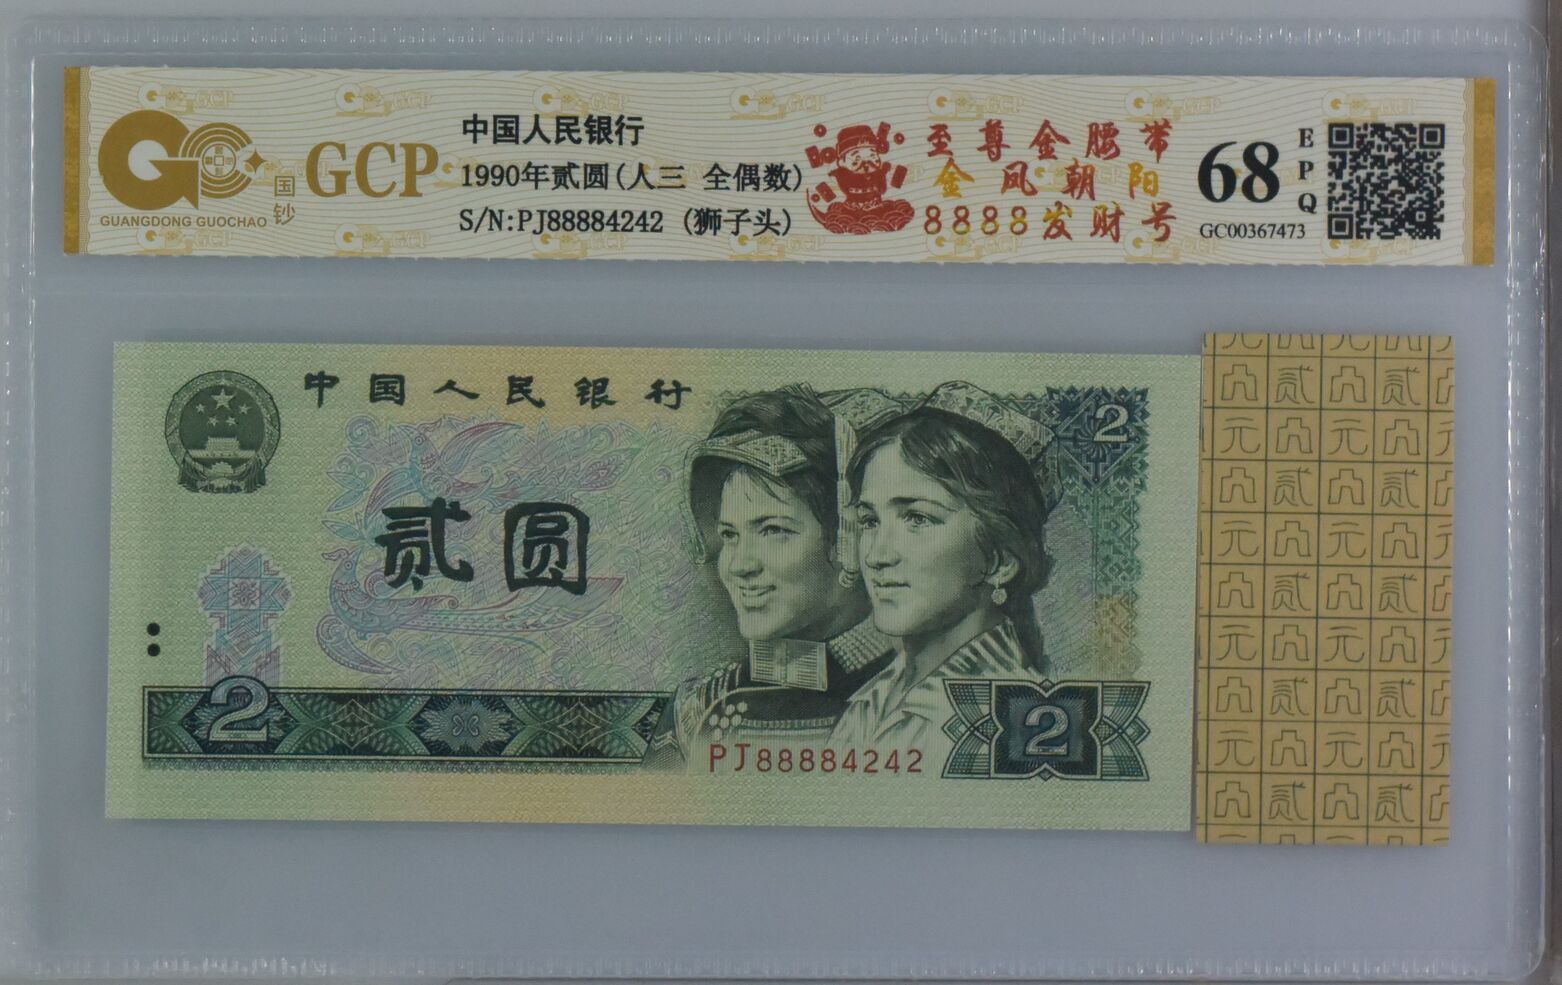 GCP
国钞
GUANGDONG GUOCHAO
中国人民银行
1990年贰圆(人三 全偶数)
S/N:PJ88884242 (狮子头)
至尊金腰带
金凤朝阳
8888发财号
68
EPQ
GC00367473
中国人民银行
2
贰圆
2
PJ88884242
2